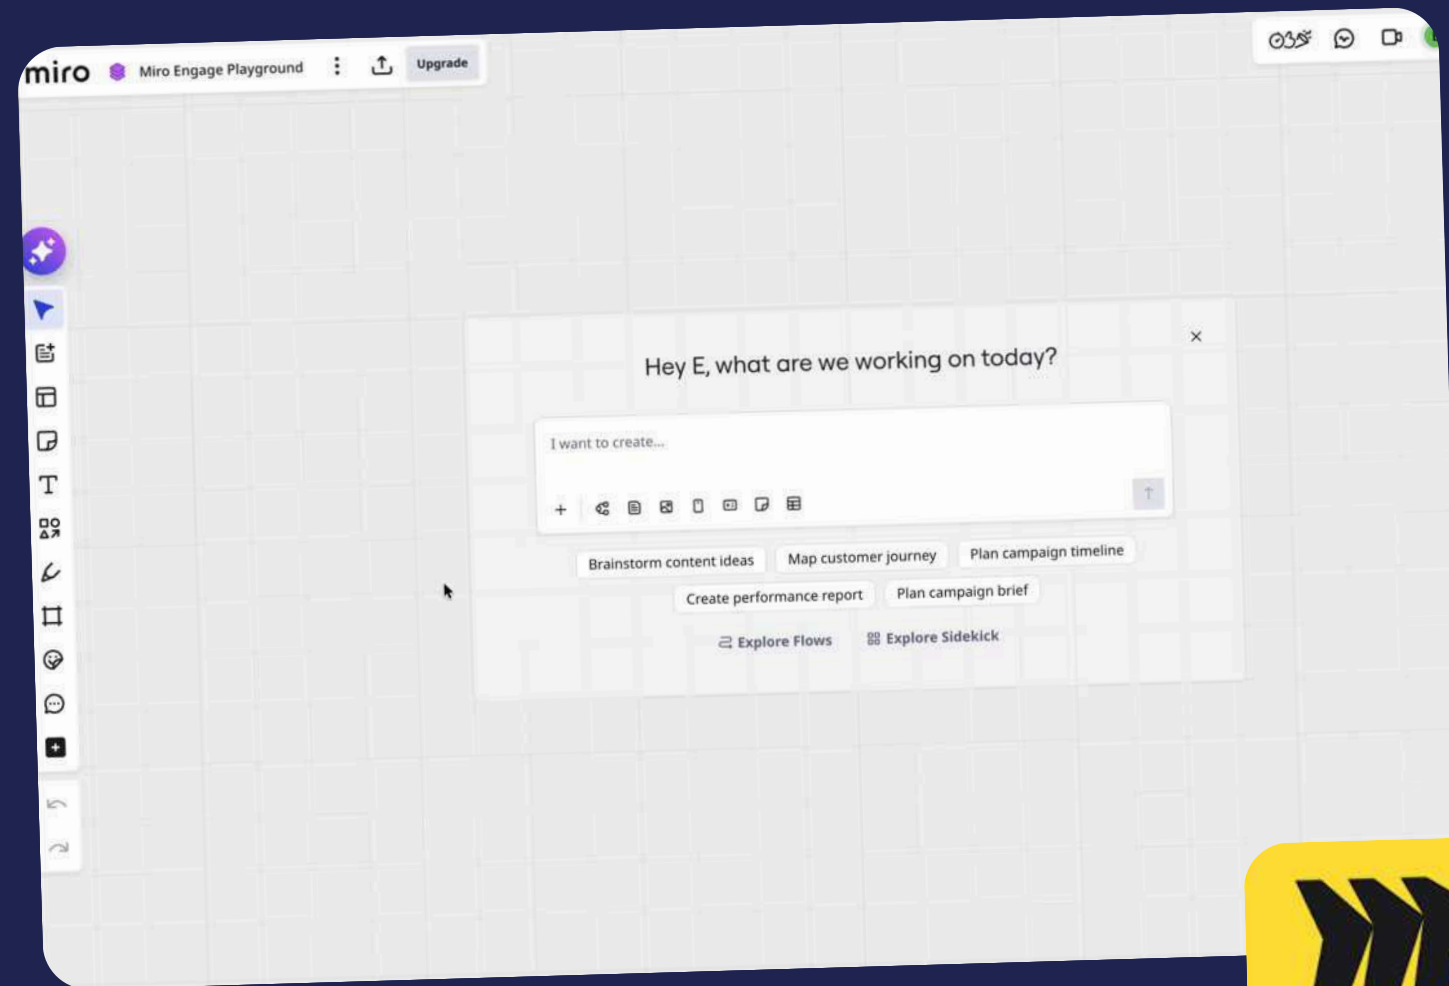 miro
Miro Engage Playground
Upgrade
Hey E, what are we working on today?
I want to create...
Brainstorm content ideas
Map customer journey
Plan campaign timeline
Create performance report
Plan campaign brief
Explore Flows
Explore Sidekick